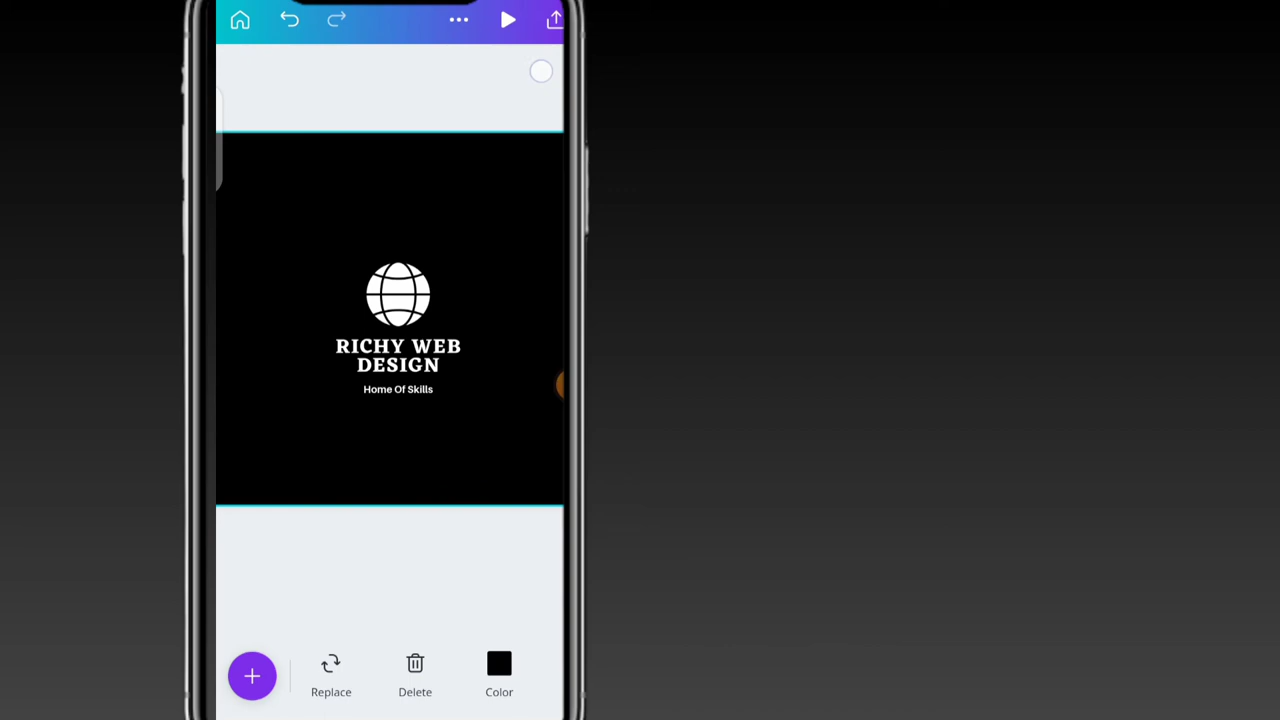 RICHY WEB
DESIGN
Home Of Skills
Replace
Delete
Color